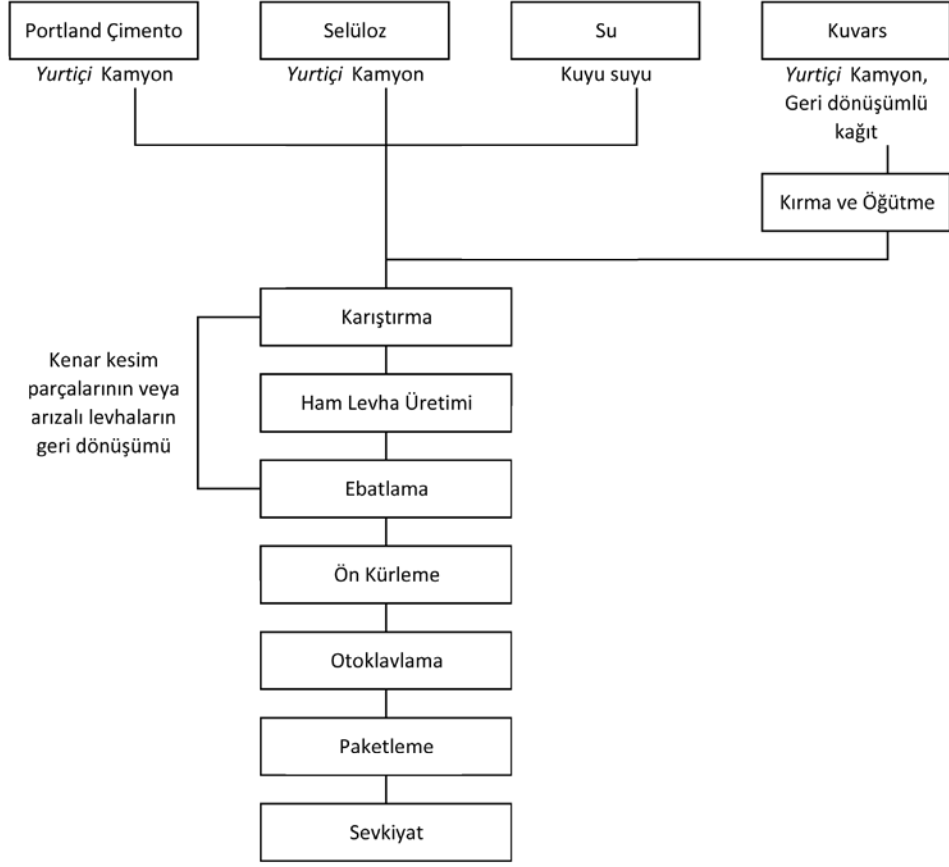 Portland Çimento
Selüloz
Su
Kuvars
Yurtiçi Kamyon
Yurtiçi Kamyon
Kuyu suyu
Yurtiçi Kamyon,
Geri dönüşümlü
kağıt
Kırma ve Öğütme
Karıştırma
Kenar kesim
parçalarının veya
arızalı levhaların
geri dönüşümü
Ham Levha Üretimi
Ebatlama
Ön Kürleme
Otoklavlama
Paketleme
Sevkiyat